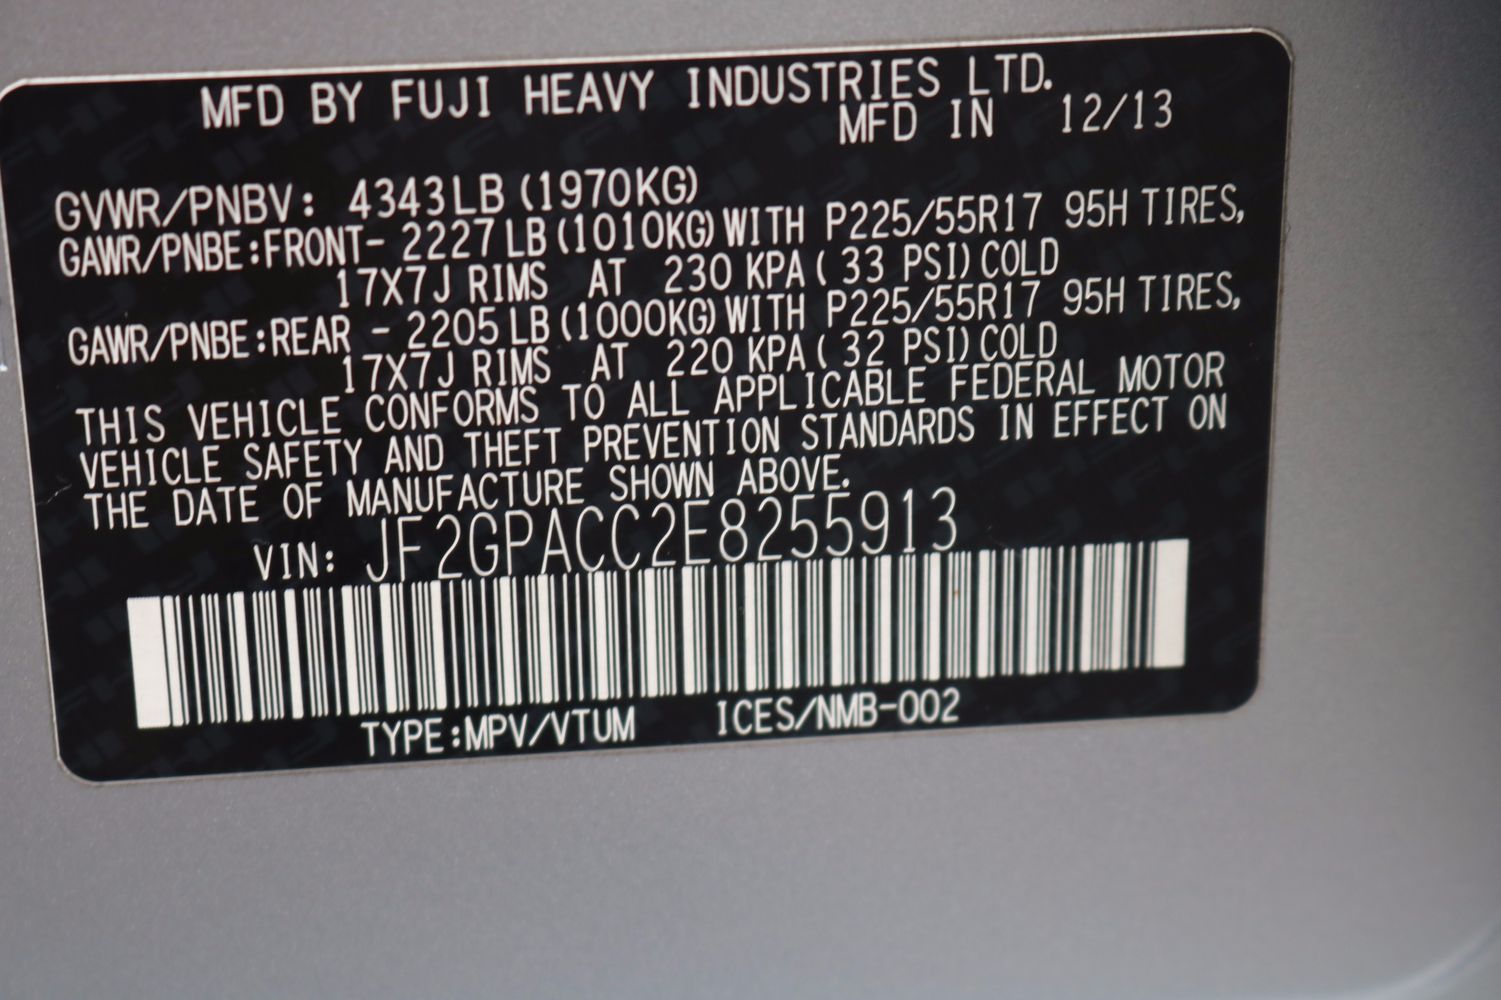 MFD BY FUJI HEAVY INDUSTRIES LTD.
MFD IN 12/13
GVWR/PNBV: 4343LB (1970KG)
GAWR/PNBE:FRONT- 2227LB (1010KG) WITH P225/55R17 95H TIRES,
17X7J RIMS AT 230 KPA ( 33 PSI) COLD
GAWR/PNBE:REAR - 2205LB (1000KG) WITH P225/55R17 95H TIRES,
17X7J RIMS AT 220 KPA ( 32 PSI) COLD
THIS VEHICLE CONFORMS TO ALL APPLICABLE FEDERAL MOTOR
VEHICLE SAFETY AND THEFT PREVENTION STANDARDS IN EFFECT ON
THE DATE OF MANUFACTURE SHOWN ABOVE.
VIN: JF2GPACC2E8255913
TYPE:MPV/VTUM ICES/NMB-002